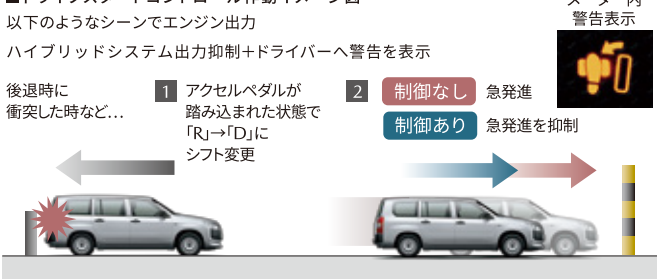 以下のようなシーンでエンジン出力
ハイブリッドシステム出力抑制＋ドライバーへ警告を表示
警告表示
後退時に
衝突した時など…
1
アクセルペダルが
踏み込まれた状態で
「R」→「D」に
シフト変更
2
制御なし 急発進
制御あり 急発進を抑制